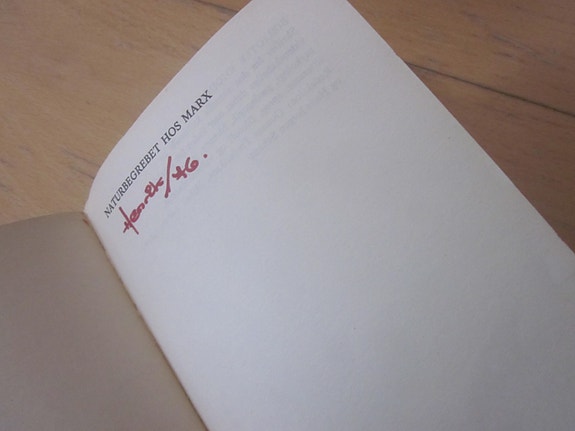 NATURBEGREBET HOS MARX
Henrik/76.